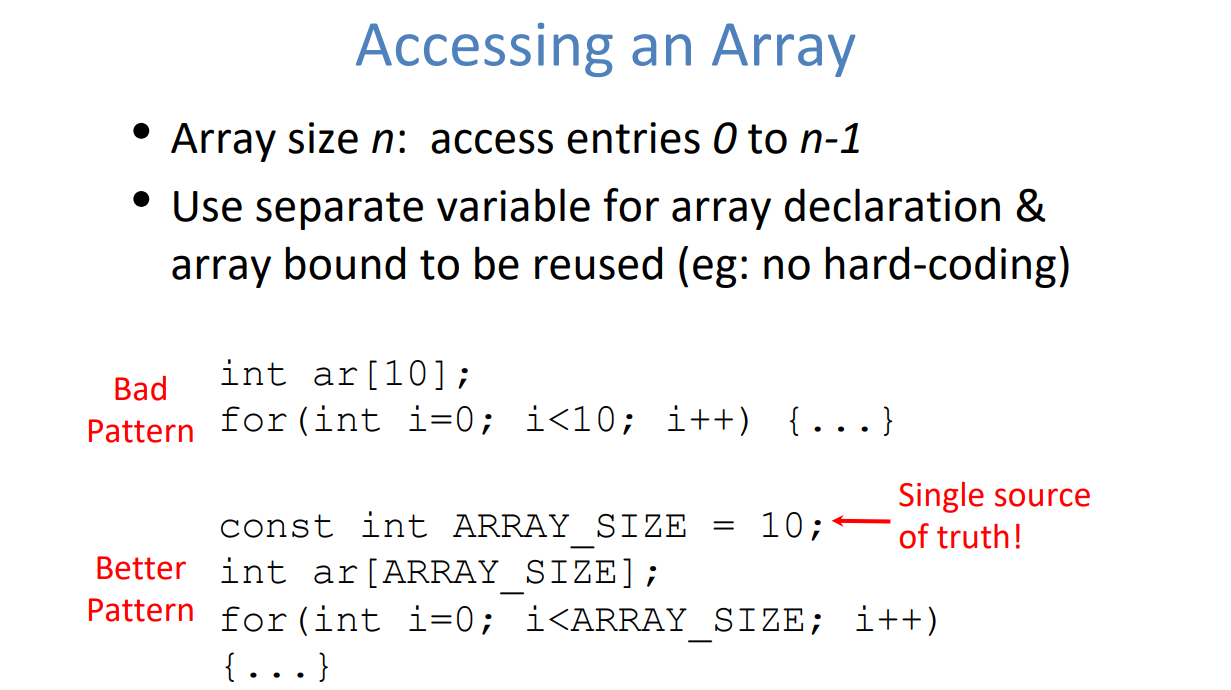 Accessing an Array
• Array size n: access entries 0 to n-1
• Use separate variable for array declaration &
array bound to be reused (eg: no hard-coding)
Bad
Pattern
int ar[10];
for(int i=0; i<10; i++) {...}
Single source
of truth!
Better
Pattern
const int ARRAY_SIZE = 10;
int ar[ARRAY_SIZE];
for(int i=0; i<ARRAY_SIZE; i++)
{...}